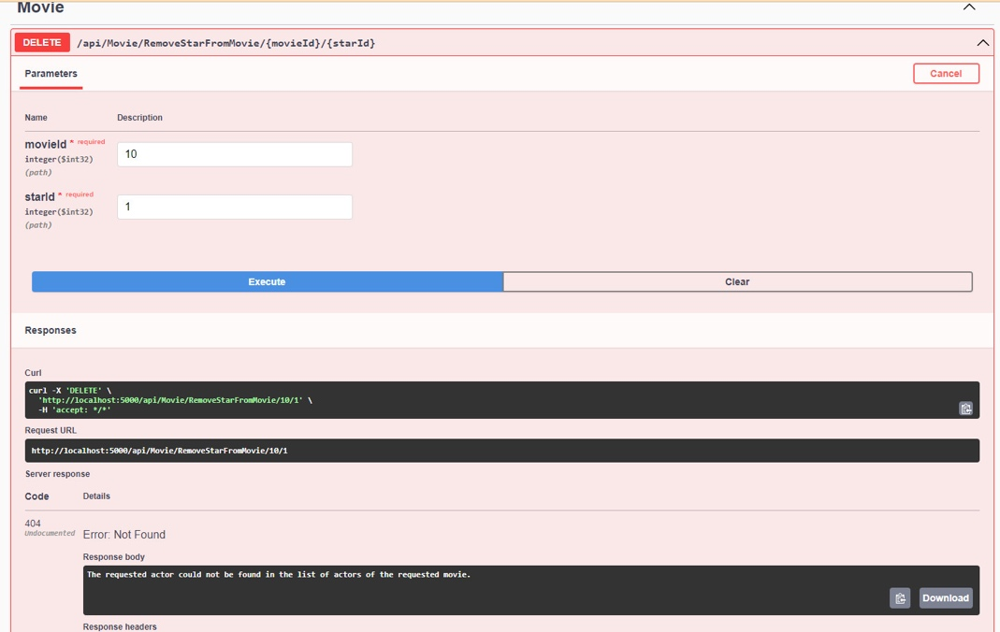 Movie
DELETE /api/Movie/RemoveStarFromMovie/{movieId}/{starId}
Parameters
Cancel
Name Description
movieId * required
integer($int32)
(path)
10
starId * required
integer($int32)
(path)
1
Execute Clear
Responses
Curl
curl -X 'DELETE' \
'http://localhost:5000/api/Movie/RemoveStarFromMovie/10/1' \
-H 'accept: */*'
Request URL
http://localhost:5000/api/Movie/RemoveStarFromMovie/10/1
Server response
Code Details
404
Undocumented
Error: Not Found
Response body
The requested actor could not be found in the list of actors of the requested movie.
Download
Response headers